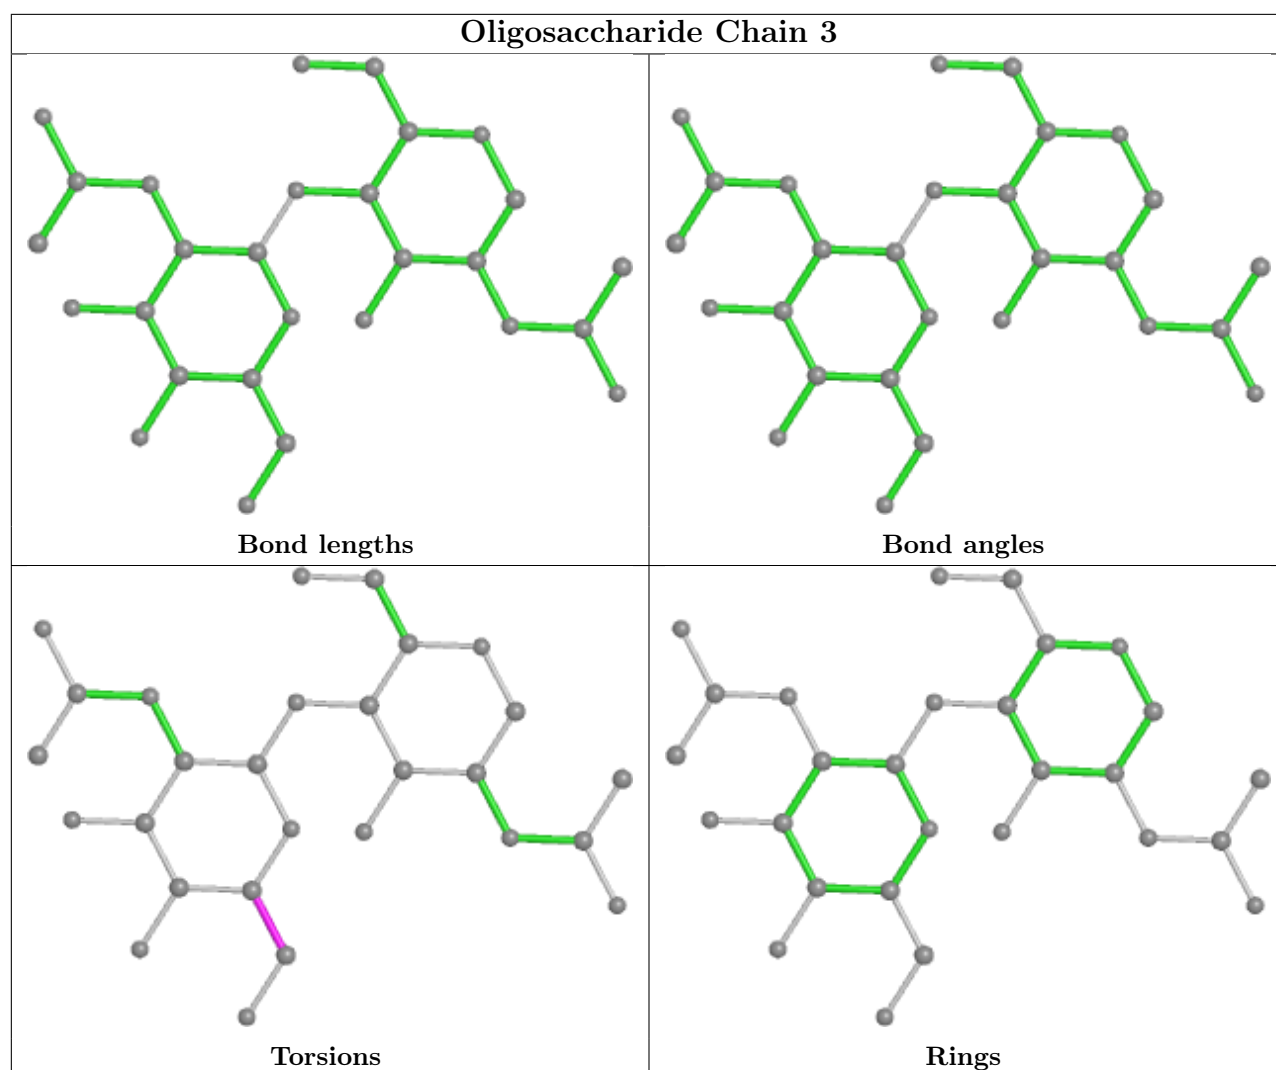 Oligosaccharide Chain 3
Bond lengths
Bond angles
Torsions
Rings